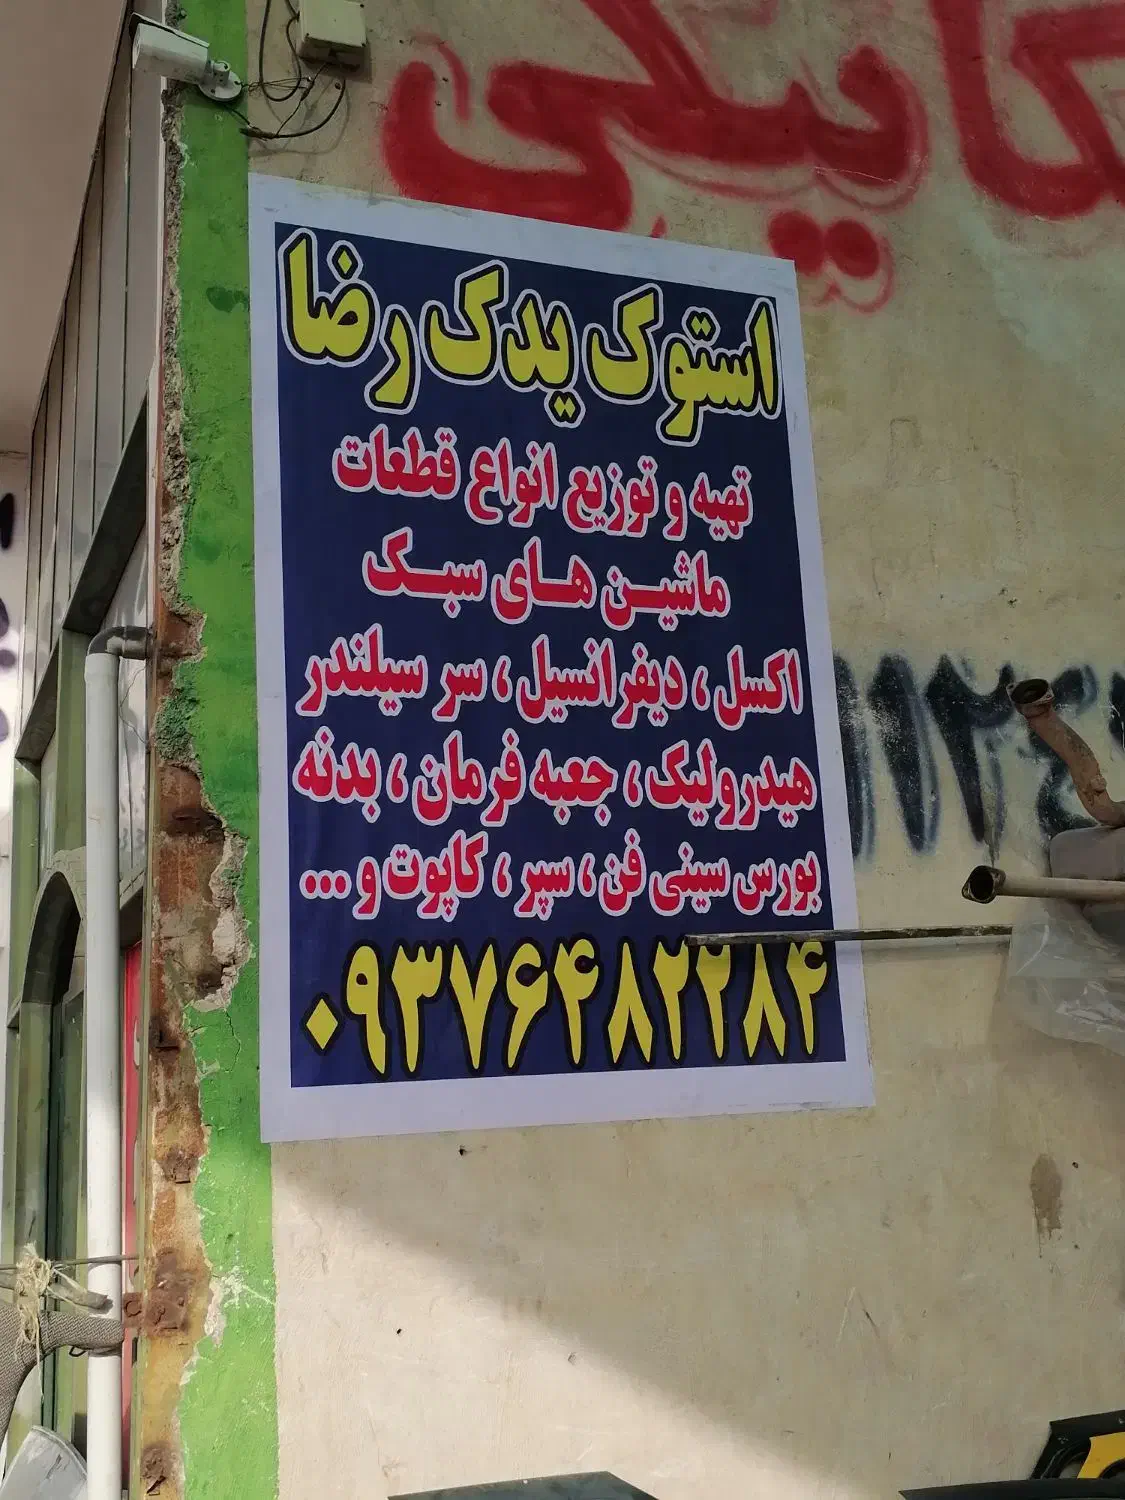 استوک یدک رضا
تهیه و توزیع انواع قطعات
ماشین های سبک
اکسل ، دیفرانسیل ، سر سیلندر
هیدرولیک ، جعبه فرمان ، بدنه
بورس سینی فن ، سپر ، کاپوت و ...
۰۹۳۷۶۴۸۲۲۸۴